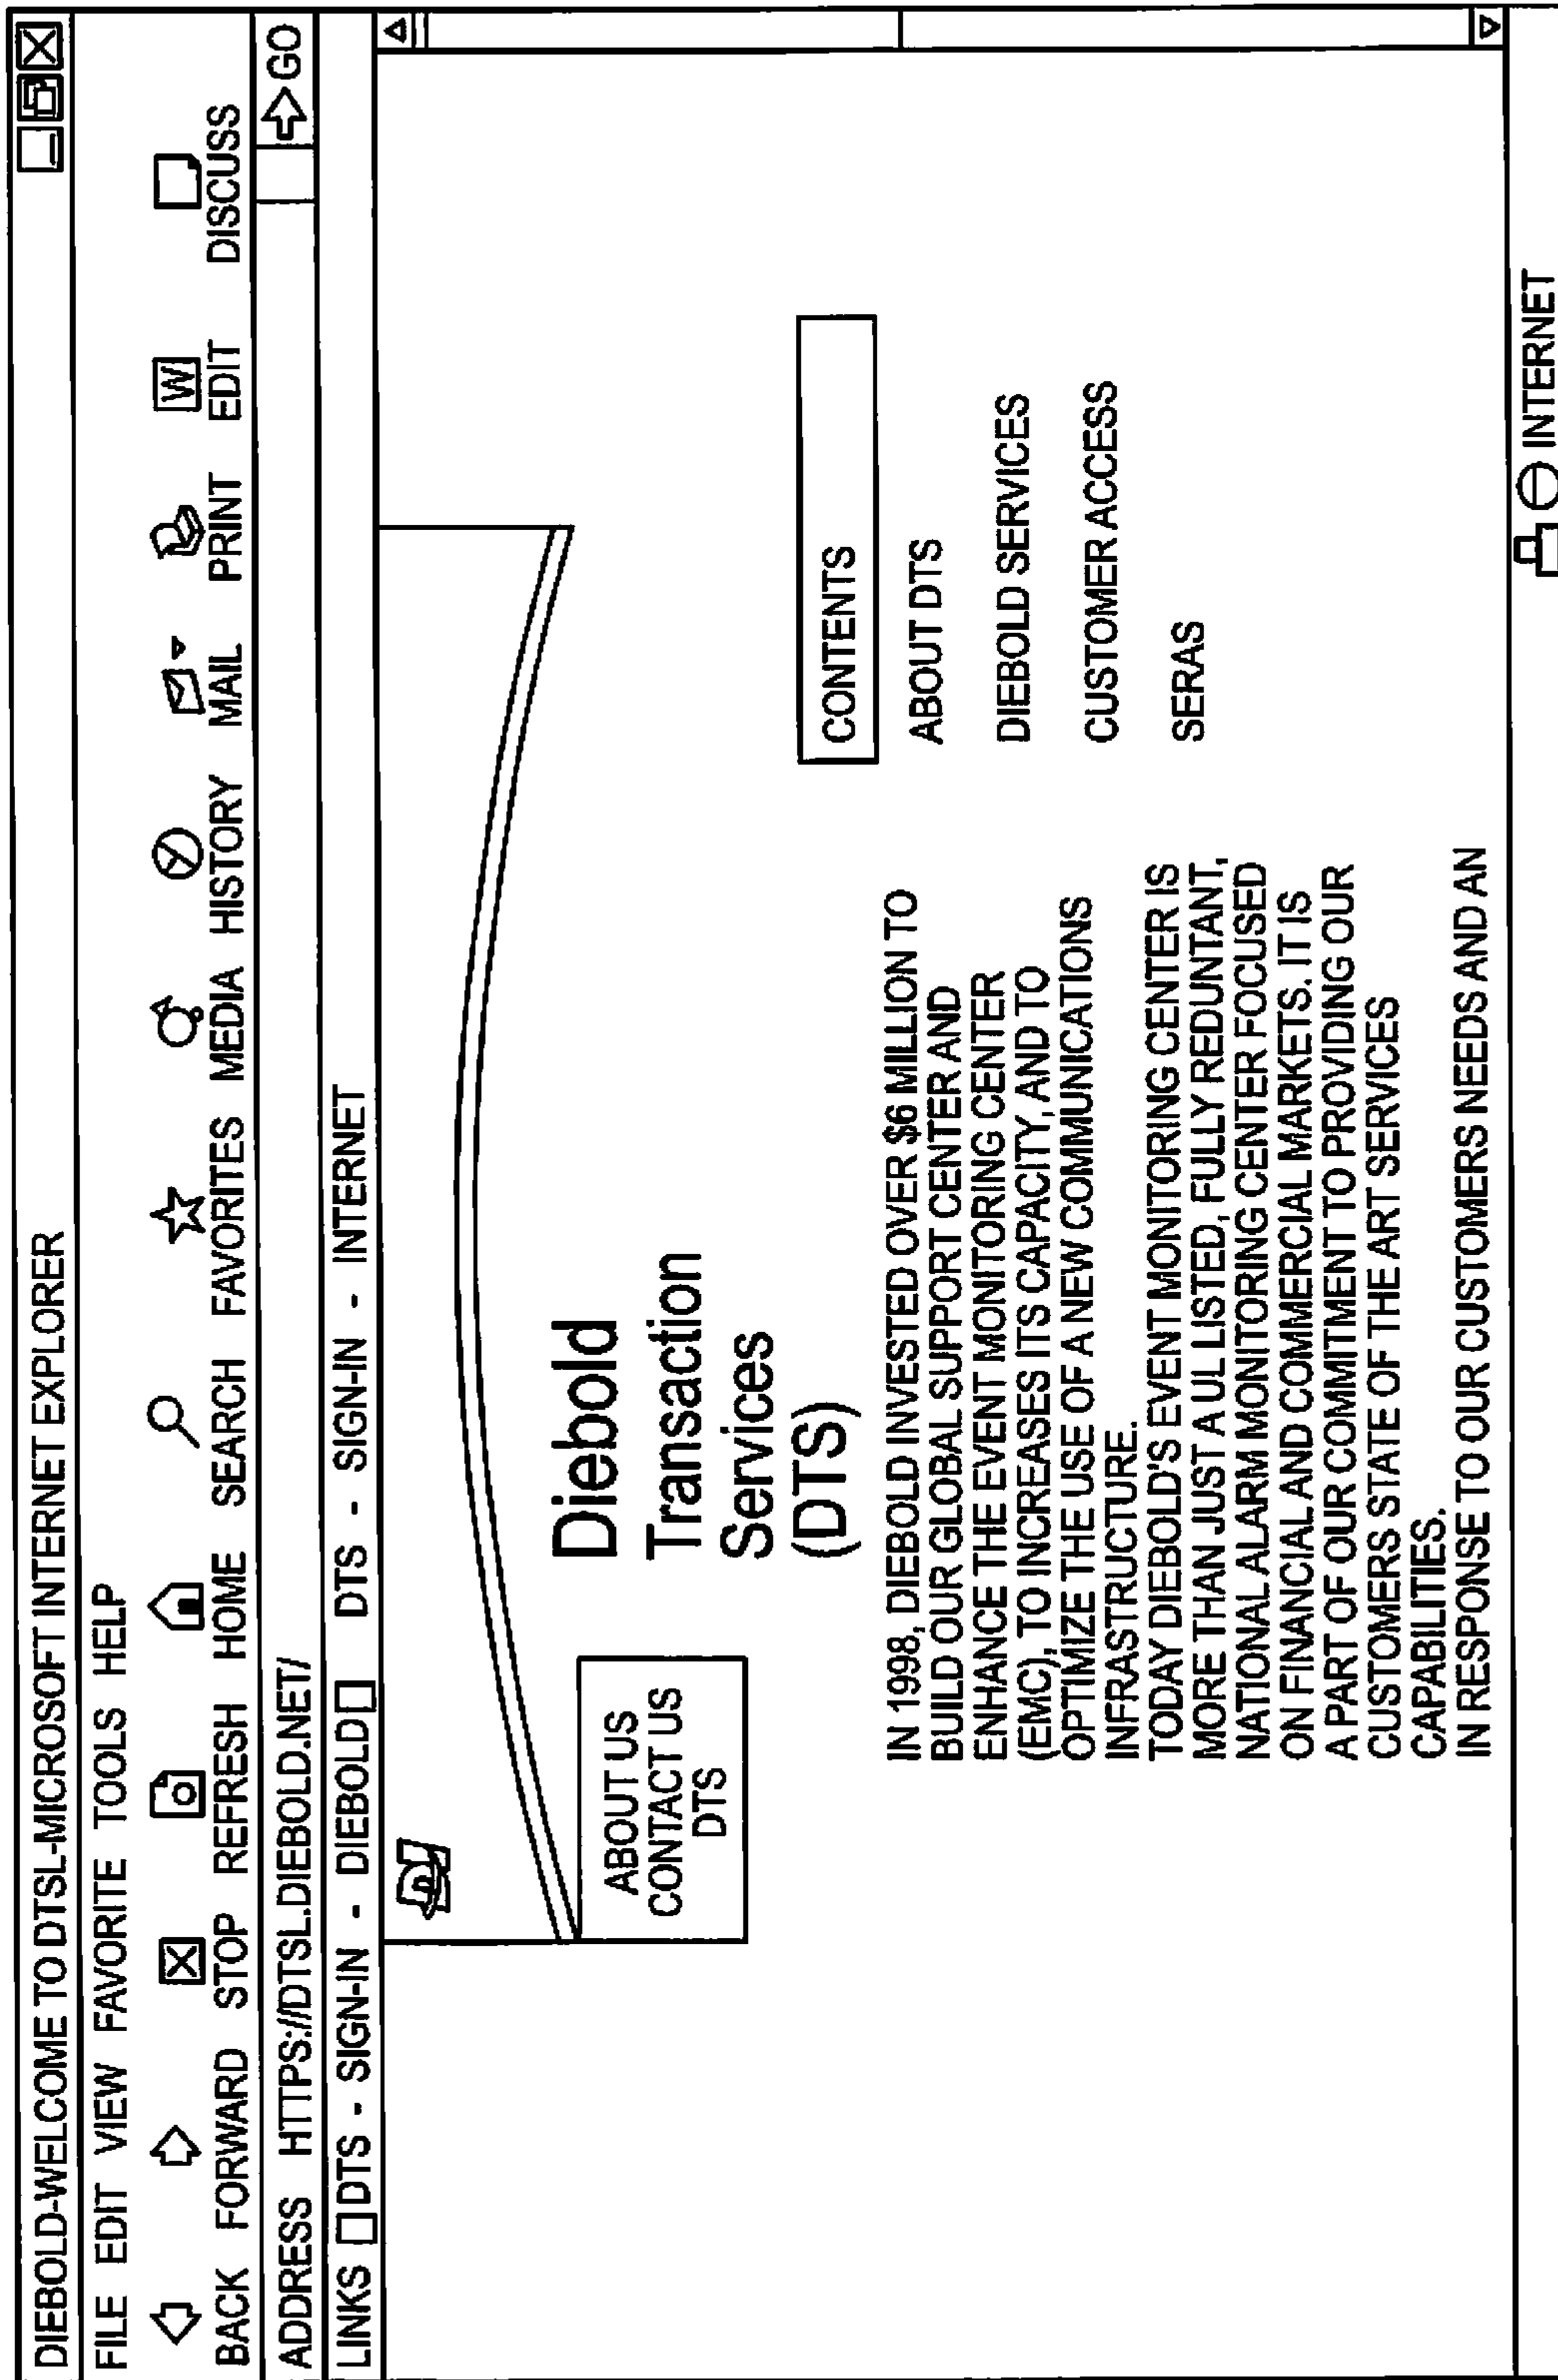 DIEBOLD-WELCOME TO DTSL-MICROSOFT INTERNET EXPLORER
FILE EDIT VIEW FAVORITE TOOLS HELP
W
BACK FORWARD STOP REFRESH HOME SEARCH FAVORITES MEDIA HISTORY MAIL PRINT EDIT DISCUSS
ADDRESS HTTPS://DTSL.DIEBOLD.NET/ GO
LINKS DTS - SIGN-IN - DIEBOLD DTS - SIGN-IN - INTERNET
D
ABOUT US
CONTACT US
DTS
Diebold
Transaction
Services
(DTS)
IN 1998, DIEBOLD INVESTED OVER $6 MILLION TO
BUILD OUR GLOBAL SUPPORT CENTER AND
ENHANCE THE EVENT MONITORING CENTER
(EMC), TO INCREASES ITS CAPACITY, AND TO
OPTIMIZE THE USE OF A NEW COMMUNICATIONS
INFRASTRUCTURE.
TODAY DIEBOLD'S EVENT MONITORING CENTER IS
MORE THAN JUST A UL LISTED, FULLY REDUNTANT,
NATIONAL ALARM MONITORING CENTER FOCUSED
ON FINANCIAL AND COMMERCIAL MARKETS. IT IS
A PART OF OUR COMMITMENT TO PROVIDING OUR
CUSTOMERS STATE OF THE ART SERVICES
CAPABILITIES.
IN RESPONSE TO OUR CUSTOMERS NEEDS AND AN
CONTENTS
ABOUT DTS
DIEBOLD SERVICES
CUSTOMER ACCESS
SERAS
INTERNET